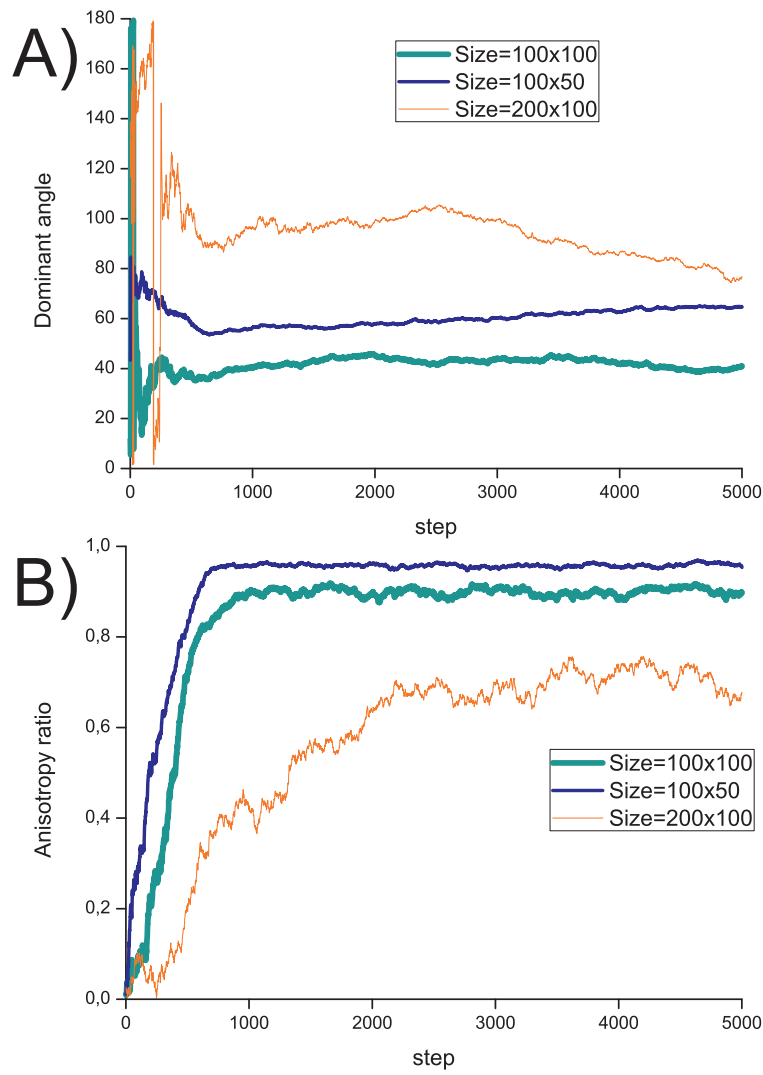 A)
180
160
140
120
100
80
60
40
20
0
Dominant angle
Size=100x100
Size=100x50
Size=200x100
0 1000 2000 3000 4000 5000
step
B)
1,0
0,8
0,6
0,4
0,2
0,0
Anisotropy ratio
Size=100x100
Size=100x50
Size=200x100
0 1000 2000 3000 4000 5000
step